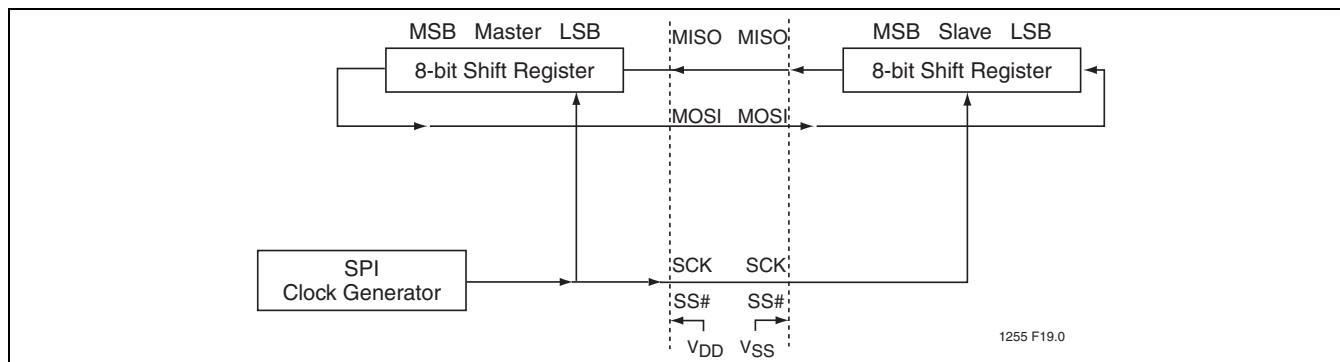 MSB Master LSB
MISO MISO
MSB Slave LSB
8-bit Shift Register
8-bit Shift Register
MOSI MOSI
SPI
Clock Generator
SCK SCK
SS# SS#
VDD VSS
1255 F19.0